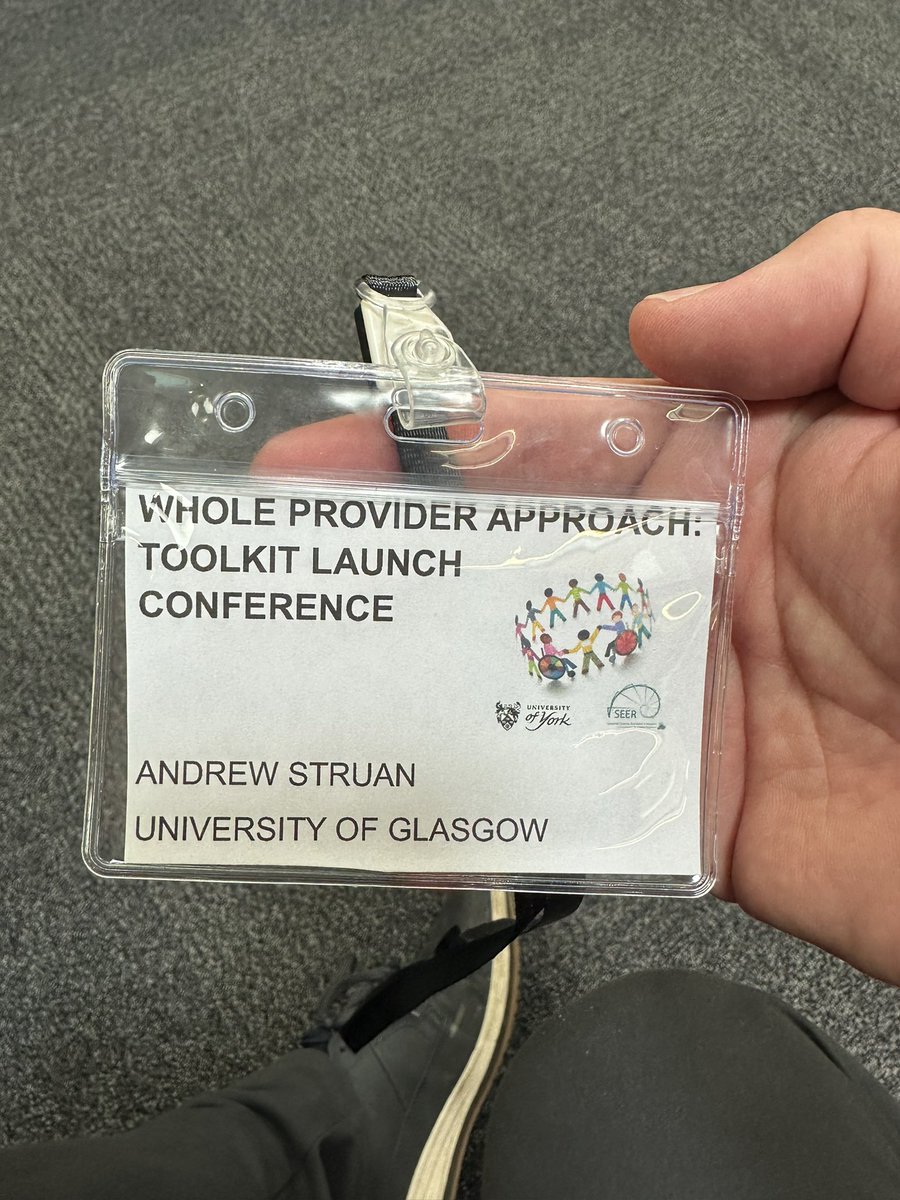 WHOLE PROVIDER APPROACH:
TOOLKIT LAUNCH
CONFERENCE
UNIVERSITY
of York
SEER
ANDREW STRUAN
UNIVERSITY OF GLASGOW